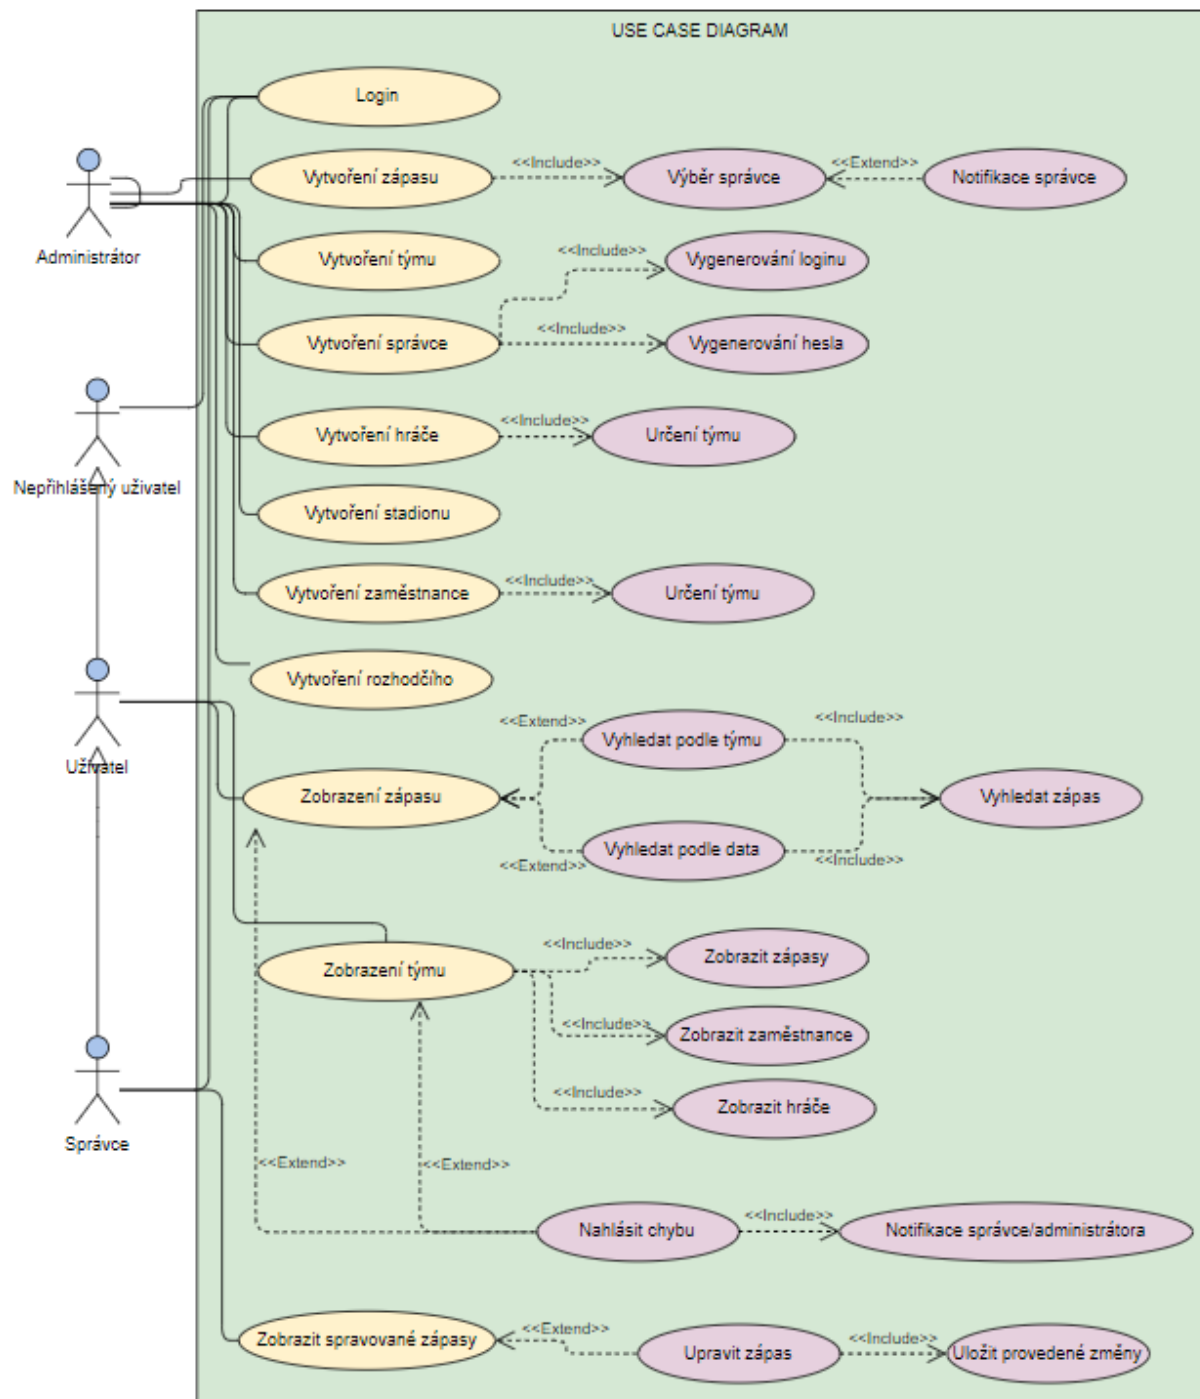 USE CASE DIAGRAM
Login
<<Include>>
<<Extend>>
Vytvoření zápasu
Výběr správce
Notifikace správce
Administrátor
<<Include>>
Vytvoření týmu
Vygenerování loginu
<<Include>>
Vytvoření správce
Vygenerování hesla
<<Include>>
Vytvoření hráče
Určení týmu
Nepřihlášený uživatel
Vytvoření stadionu
<<Include>>
Vytvoření zaměstnance
Určení týmu
Vytvoření rozhodčího
<<Extend>>
<<Include>>
Vyhledat podle týmu
Uživatel
Zobrazení zápasu
Vyhledat zápas
Vyhledat podle data
<<Extend>>
<<Include>>
<<Include>>
Zobrazit zápasy
Zobrazení týmu
<<Include>>
Zobrazit zaměstnance
<<Include>>
Zobrazit hráče
Správce
<<Extend>>
<<Extend>>
<<Include>>
Nahlásit chybu
Notifikace správce/administrátora
<<Extend>>
<<Include>>
Zobrazit spravované zápasy
Upravit zápas
Uložit provedené změny